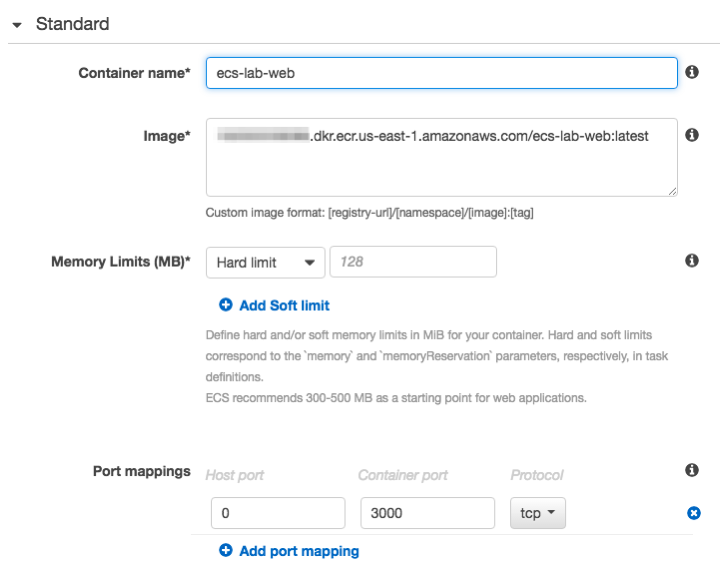 Standard
Container name* ecs-lab-web
Image* .dkr.ecr.us-east-1.amazonaws.com/ecs-lab-web:latest
Custom image format: [registry-url]/[namespace]/[image]:[tag]
Memory Limits (MB)* Hard limit 128
Add Soft limit
Define hard and/or soft memory limits in MiB for your container. Hard and soft limits
correspond to the `memory` and `memoryReservation` parameters, respectively, in task
definitions.
ECS recommends 300-500 MB as a starting point for web applications.
Port mappings Host port Container port Protocol
0 3000 tcp
Add port mapping